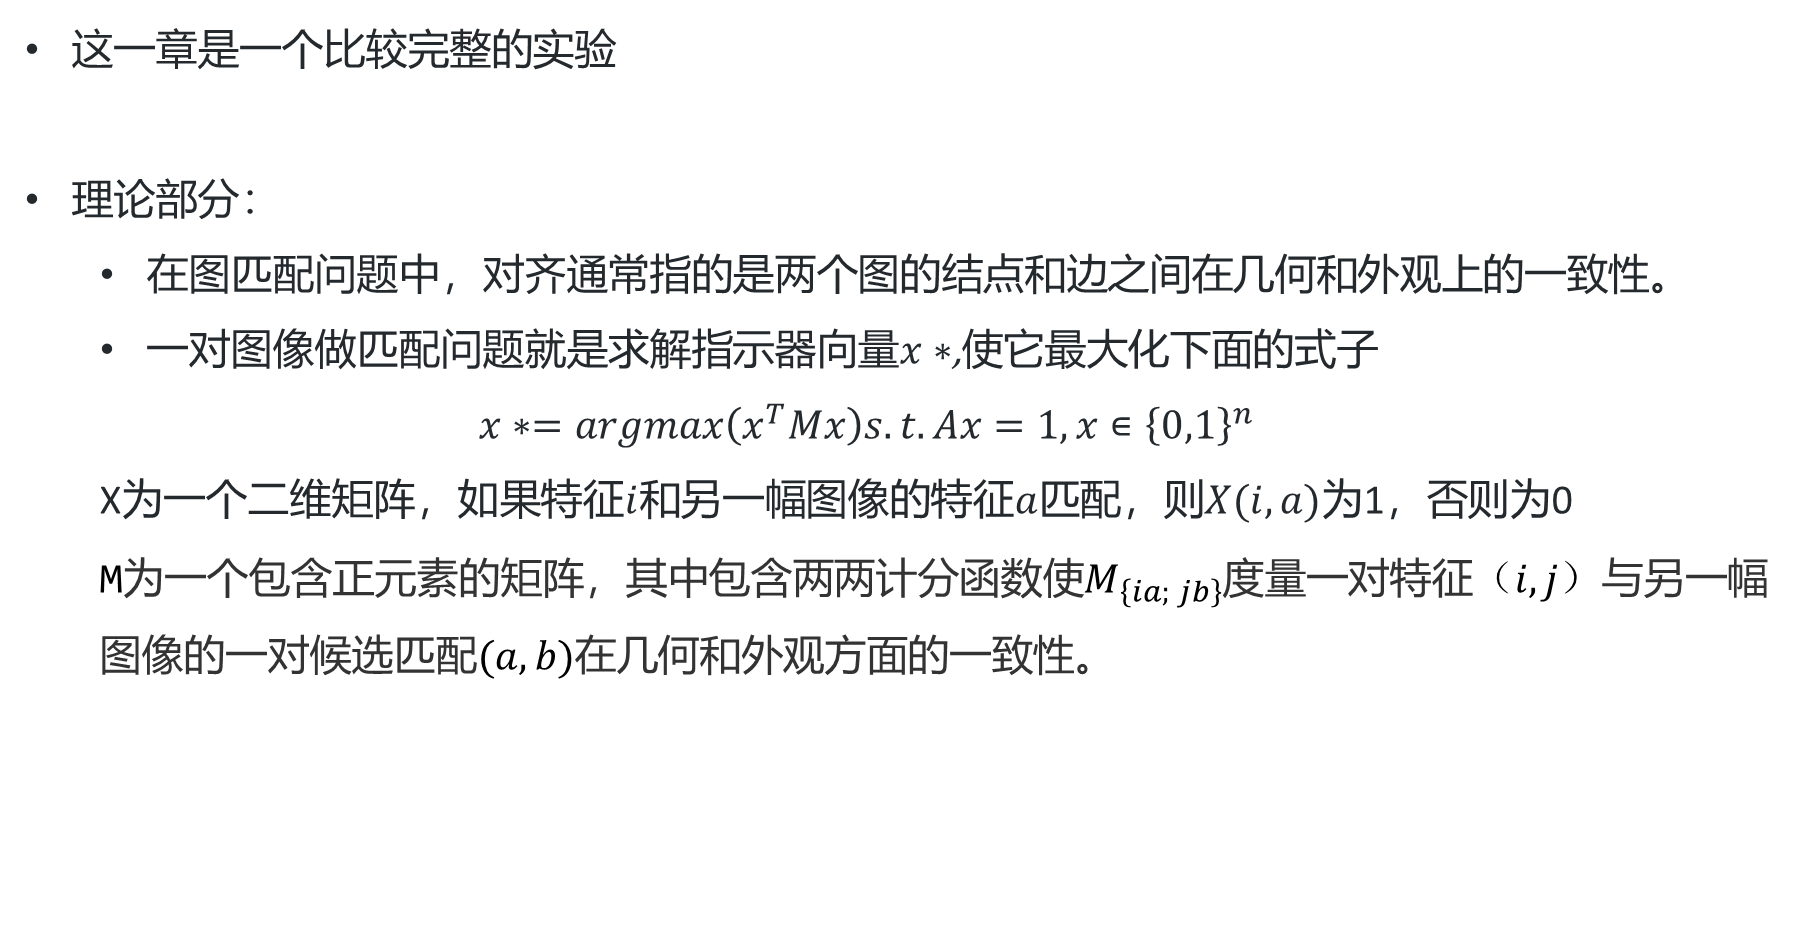 • 这一章是一个比较完整的实验
• 理论部分：
• 在图匹配问题中，对齐通常指的是两个图的结点和边之间在几何和外观上的一致性。
• 一对图像做匹配问题就是求解指示器向量x *,使它最大化下面的式子
x *= argmax(x^T Mx)s.t. Ax = 1, x ∈ {0,1}^n
X为一个二维矩阵，如果特征i和另一幅图像的特征a匹配，则X(i, a)为1，否则为0
M为一个包含正元素的矩阵，其中包含两两计分函数使M_{ia; jb}度量一对特征（i, j）与另一幅
图像的一对候选匹配(a, b)在几何和外观方面的一致性。